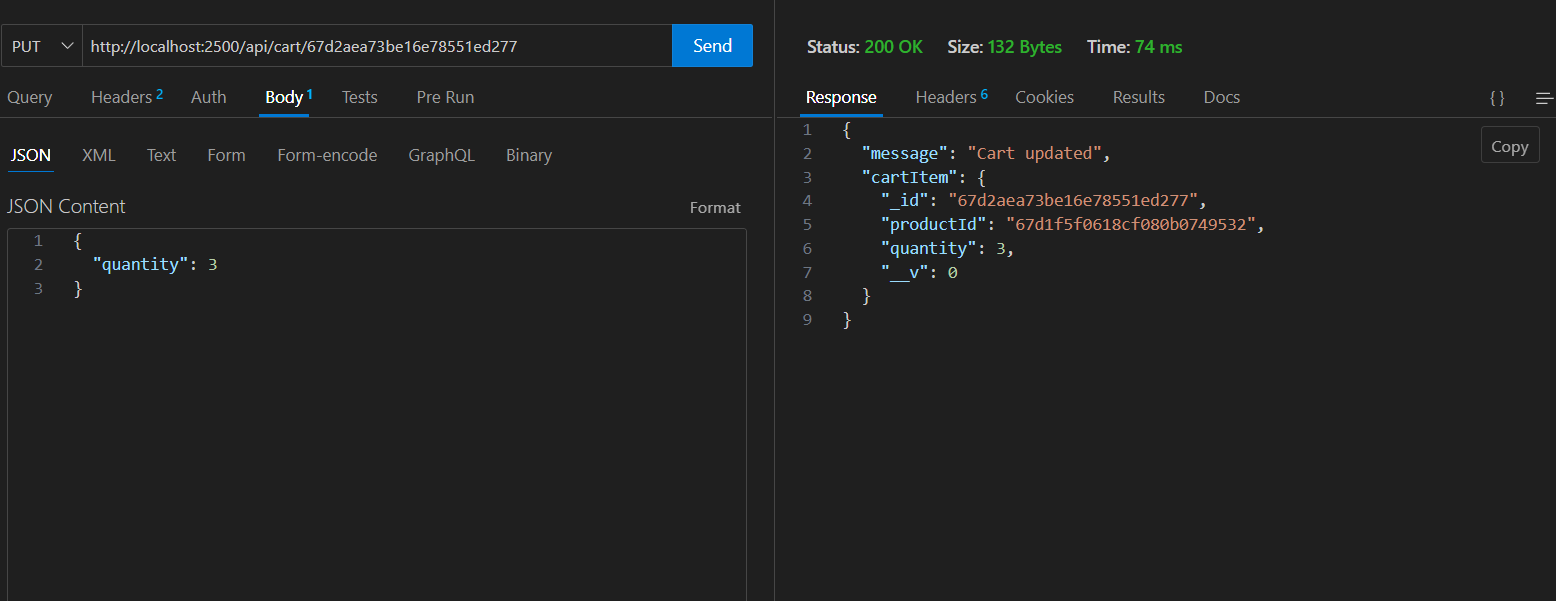 PUT http://localhost:2500/api/cart/67d2aea73be16e78551ed277 Send
Query Headers 2 Auth Body 1 Tests Pre Run
JSON XML Text Form Form-encode GraphQL Binary
JSON Content Format
1 {
2 "quantity": 3
3 }
Status: 200 OK Size: 132 Bytes Time: 74 ms
Response Headers 6 Cookies Results Docs {}
Copy
1 {
2 "message": "Cart updated",
3 "cartItem": {
4 "_id": "67d2aea73be16e78551ed277",
5 "productId": "67d1f5f0618cf080b0749532",
6 "quantity": 3,
7 "__v": 0
8 }
9 }